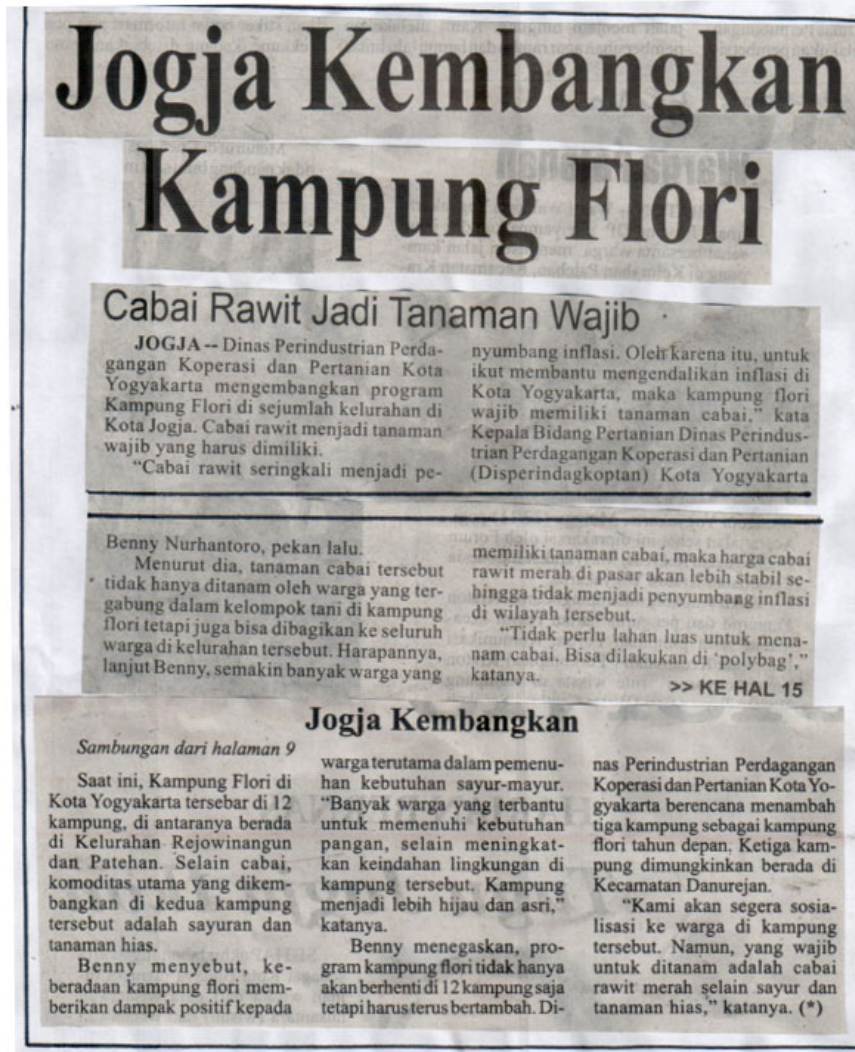 Jogja Kembangkan
Kampung Flori
Cabai Rawit Jadi Tanaman Wajib
JOGJA -- Dinas Perindustrian Perda-
gangan Koperasi dan Pertanian Kota
Yogyakarta mengembangkan program
Kampung Flori di sejumlah kelurahan di
Kota Jogja. Cabai rawit menjadi tanaman
wajib yang harus dimiliki.
"Cabai rawit seringkali menjadi pe-
nyumbang inflasi. Oleh karena itu, untuk
ikut membantu mengendalikan inflasi di
Kota Yogyakarta, maka kampung flori
wajib memiliki tanaman cabai," kata
Kepala Bidang Pertanian Dinas Perindus-
trian Perdagangan Koperasi dan Pertanian
(Disperindagkoptan) Kota Yogyakarta
Benny Nurhantoro, pekan lalu.
Menurut dia, tanaman cabai tersebut
tidak hanya ditanam oleh warga yang ter-
gabung dalam kelompok tani di kampung
flori tetapi juga bisa dibagikan ke seluruh
warga di kelurahan tersebut. Harapannya,
lanjut Benny, semakin banyak warga yang
memiliki tanaman cabai, maka harga cabai
rawit merah di pasar akan lebih stabil se-
hingga tidak menjadi penyumbang inflasi
di wilayah tersebut.
"Tidak perlu lahan luas untuk mena-
nam cabai. Bisa dilakukan di 'polybag',"
katanya.
>> KE HAL 15
Jogja Kembangkan
Sambungan dari halaman 9
Saat ini, Kampung Flori di
Kota Yogyakarta tersebar di 12
kampung, di antaranya berada
di Kelurahan Rejowinangun
dan Patehan. Selain cabai,
komoditas utama yang dikem-
bangkan di kedua kampung
tersebut adalah sayuran dan
tanaman hias.
Benny menyebut, ke-
beradaan kampung flori mem-
berikan dampak positif kepada
warga terutama dalam pemenu-
han kebutuhan sayur-mayur.
"Banyak warga yang terbantu
untuk memenuhi kebutuhan
pangan, selain meningkat-
kan keindahan lingkungan di
kampung tersebut. Kampung
menjadi lebih hijau dan asri,"
katanya.
Benny menegaskan, pro-
gram kampung flori tidak hanya
akan berhenti di 12 kampung saja
tetapi harus terus bertambah. Di-
nas Perindustrian Perdagangan
Koperasi dan Pertanian Kota Yo-
gyakarta berencana menambah
tiga kampung sebagai kampung
flori tahun depan. Ketiga kam-
pung dimungkinkan berada di
Kecamatan Danurejan.
"Kami akan segera sosia-
lisasi ke warga di kampung
tersebut. Namun, yang wajib
untuk ditanam adalah cabai
rawit merah selain sayur dan
tanaman hias," katanya. (*)